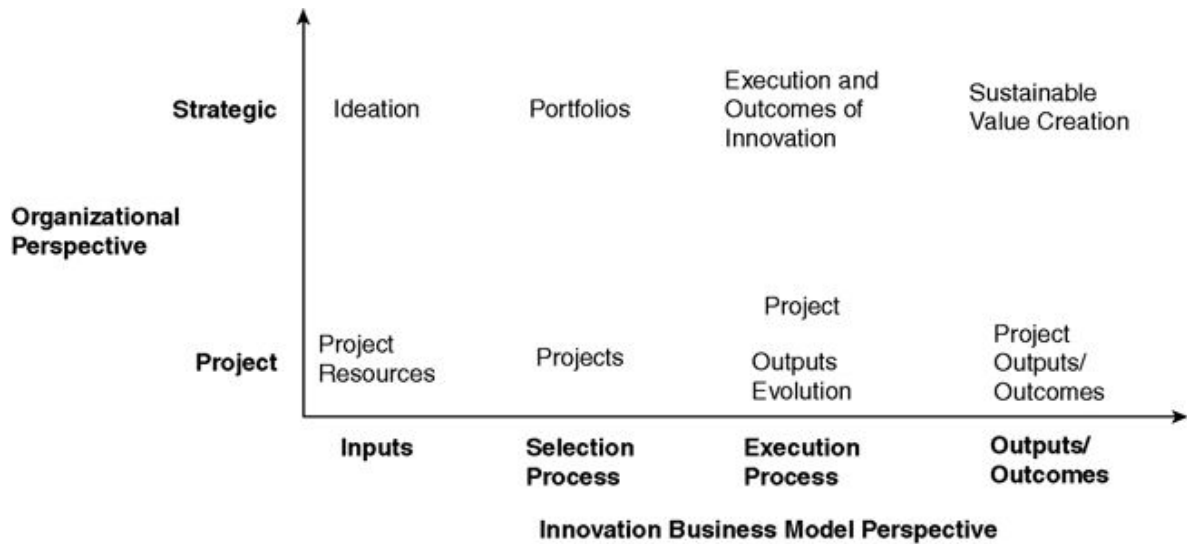 Strategic
Ideation
Portfolios
Execution and
Outcomes of
Innovation
Sustainable
Value Creation
Organizational
Perspective
Project
Project
Resources
Projects
Project
Outputs
Evolution
Project
Outputs/
Outcomes
Inputs
Selection
Process
Execution
Process
Outputs/
Outcomes
Innovation Business Model Perspective